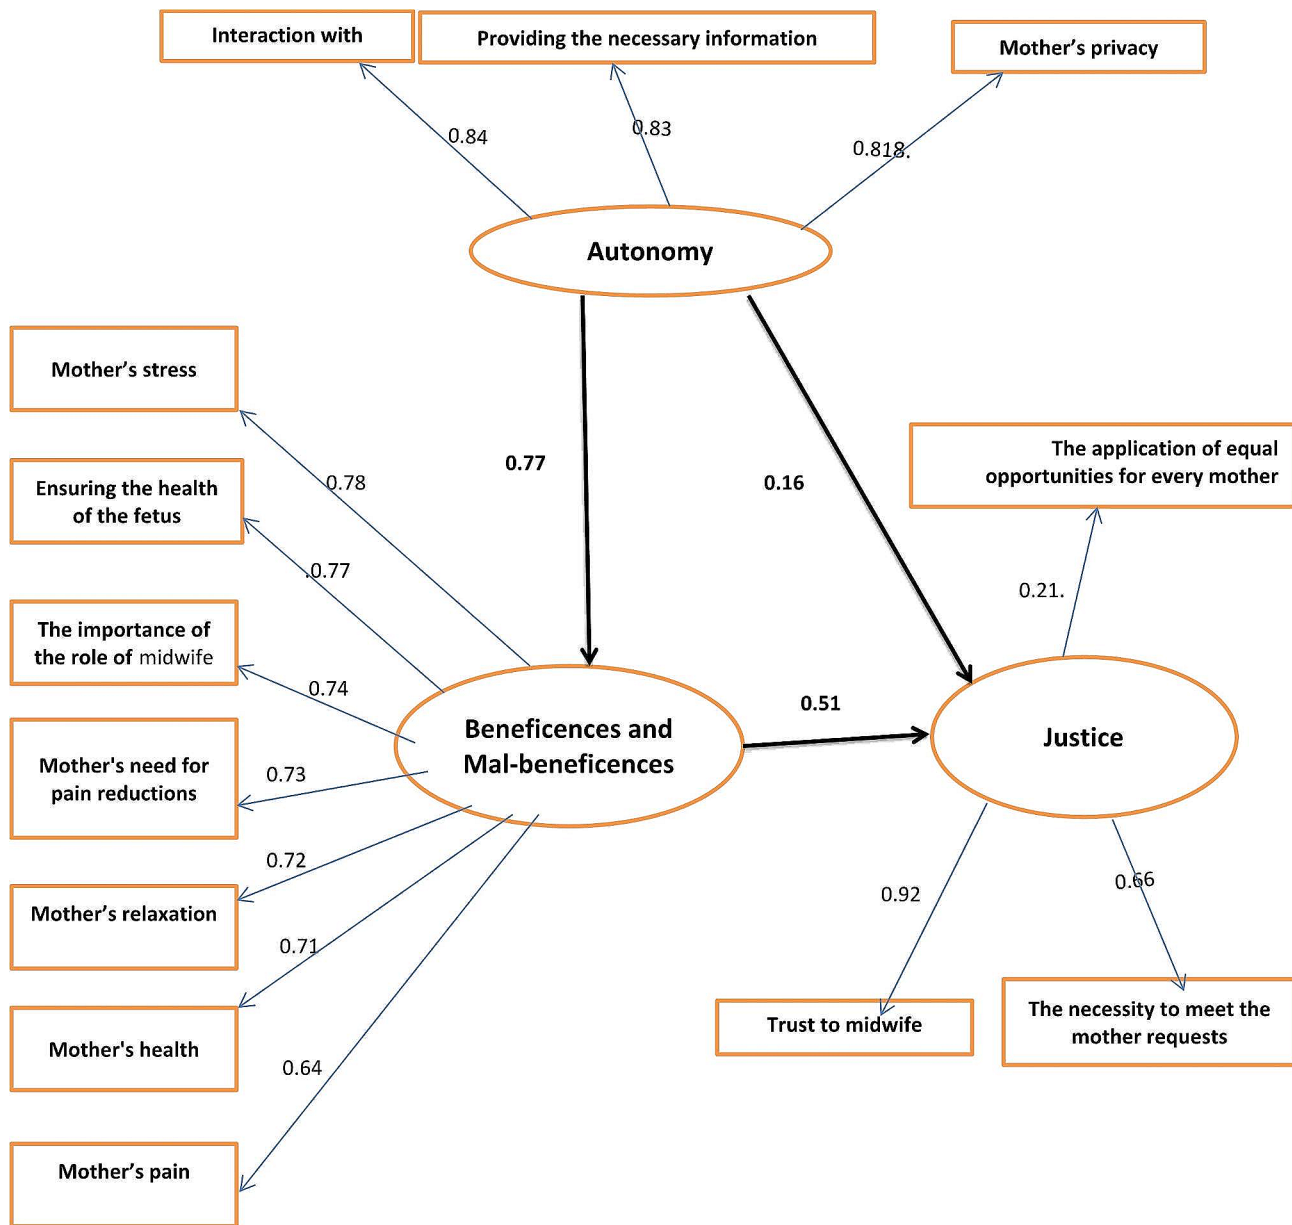 Interaction with
Providing the necessary information
Mother’s privacy
0.84
0.83
0.818.
Autonomy
Mother’s stress
0.78
0.77
0.16
The application of equal
opportunities for every mother
Ensuring the health
of the fetus
.0.77
0.21.
The importance of
the role of midwife
0.74
0.51
Beneficences and
Mal-beneficences
Justice
Mother's need for
pain reductions
0.73
0.72
Mother’s relaxation
0.71
0.92
0.66
Mother's health
0.64
Trust to midwife
The necessity to meet the
mother requests
Mother’s pain